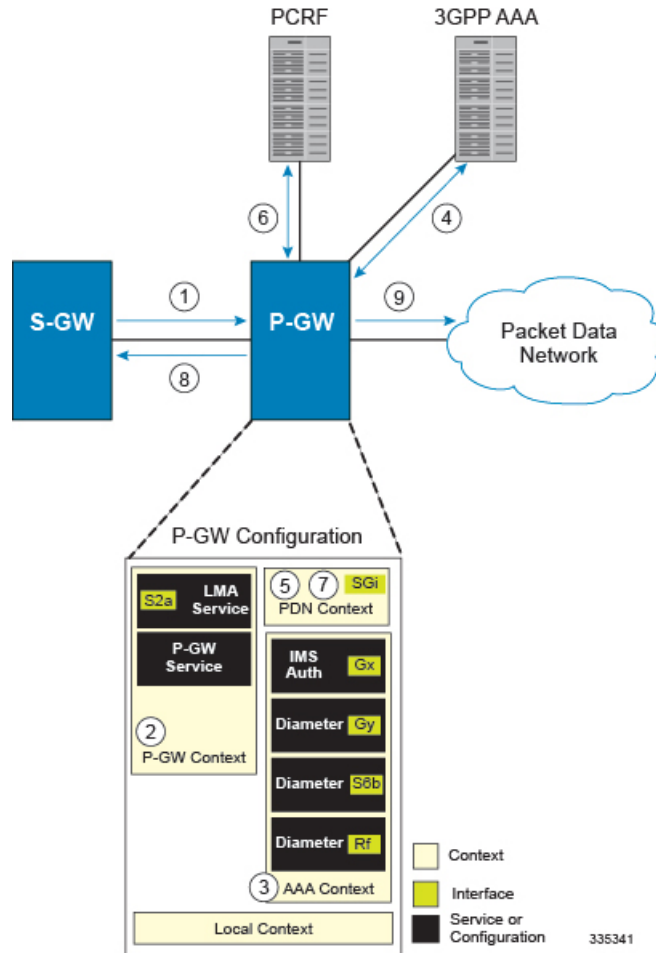 PCRF
3GPP AAA
6
4
S-GW
1
8
P-GW
9
Packet Data
Network
P-GW Configuration
S2a
LMA
Service
P-GW
Service
2
P-GW Context
5
7
SGi
PDN Context
IMS
Auth
Gx
Diameter
Gy
Diameter
S6b
Diameter
Rf
3
AAA Context
Local Context
Context
Interface
Service or
Configuration
335341